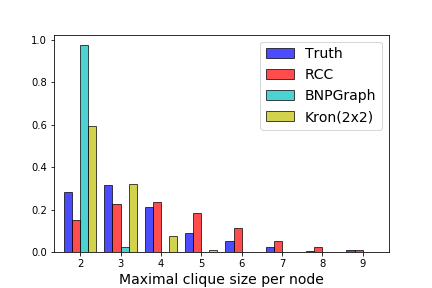 1.0
0.8
0.6
0.4
0.2
0.0
Truth
RCC
BNPGraph
Kron(2x2)
2 3 4 5 6 7 8 9
Maximal clique size per node